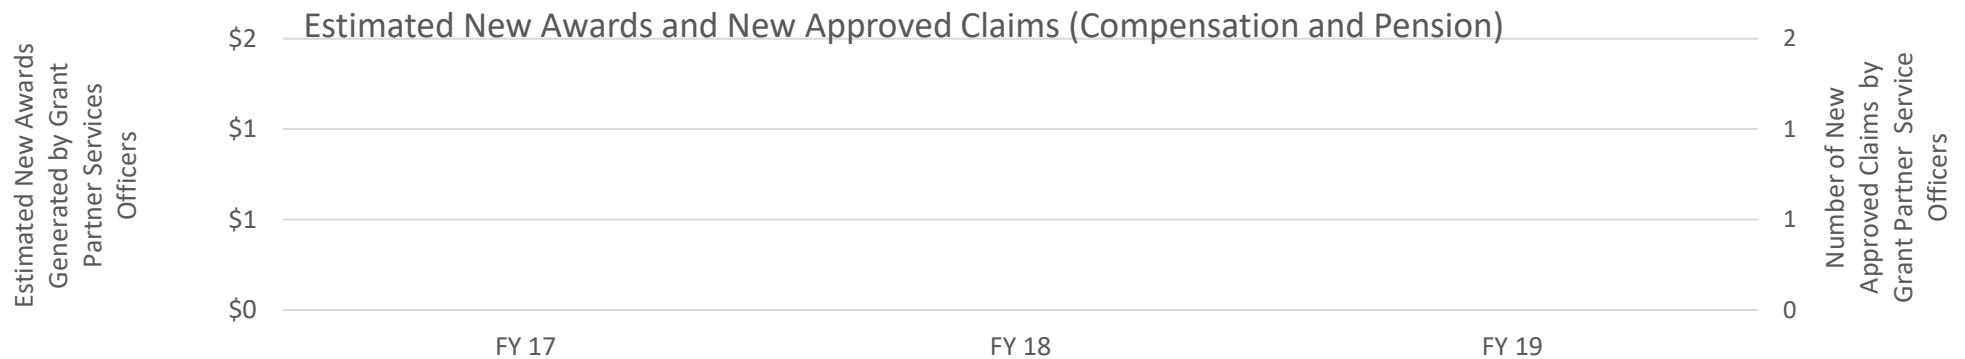 Estimated New Awards and New Approved Claims (Compensation and Pension)
Estimated New Awards
Generated by Grant
Partner Services
Officers
$2
$1
$1
$0
2
1
1
0
Number of New
Approved Claims by
Grant Partner Service
Officers
FY 17
FY 18
FY 19